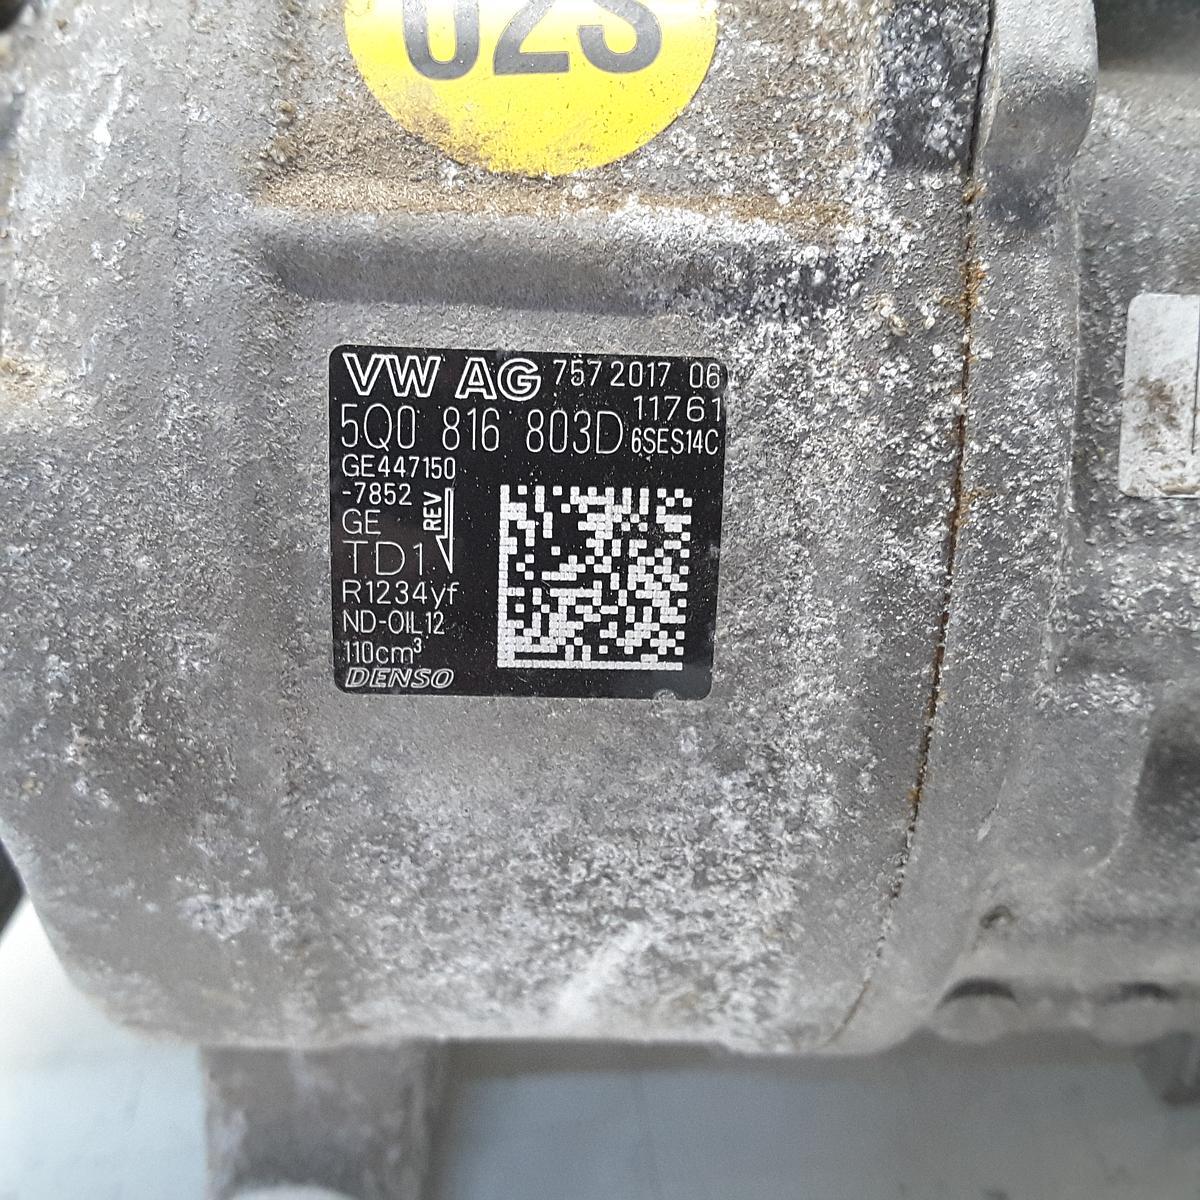 02S
VW AG 757 2017 06
11761
5Q0 816 803D 6SES14C
GE447150
-7852
REV
GE
TD1
R1234yf
ND-OIL12
110cm³
DENSO